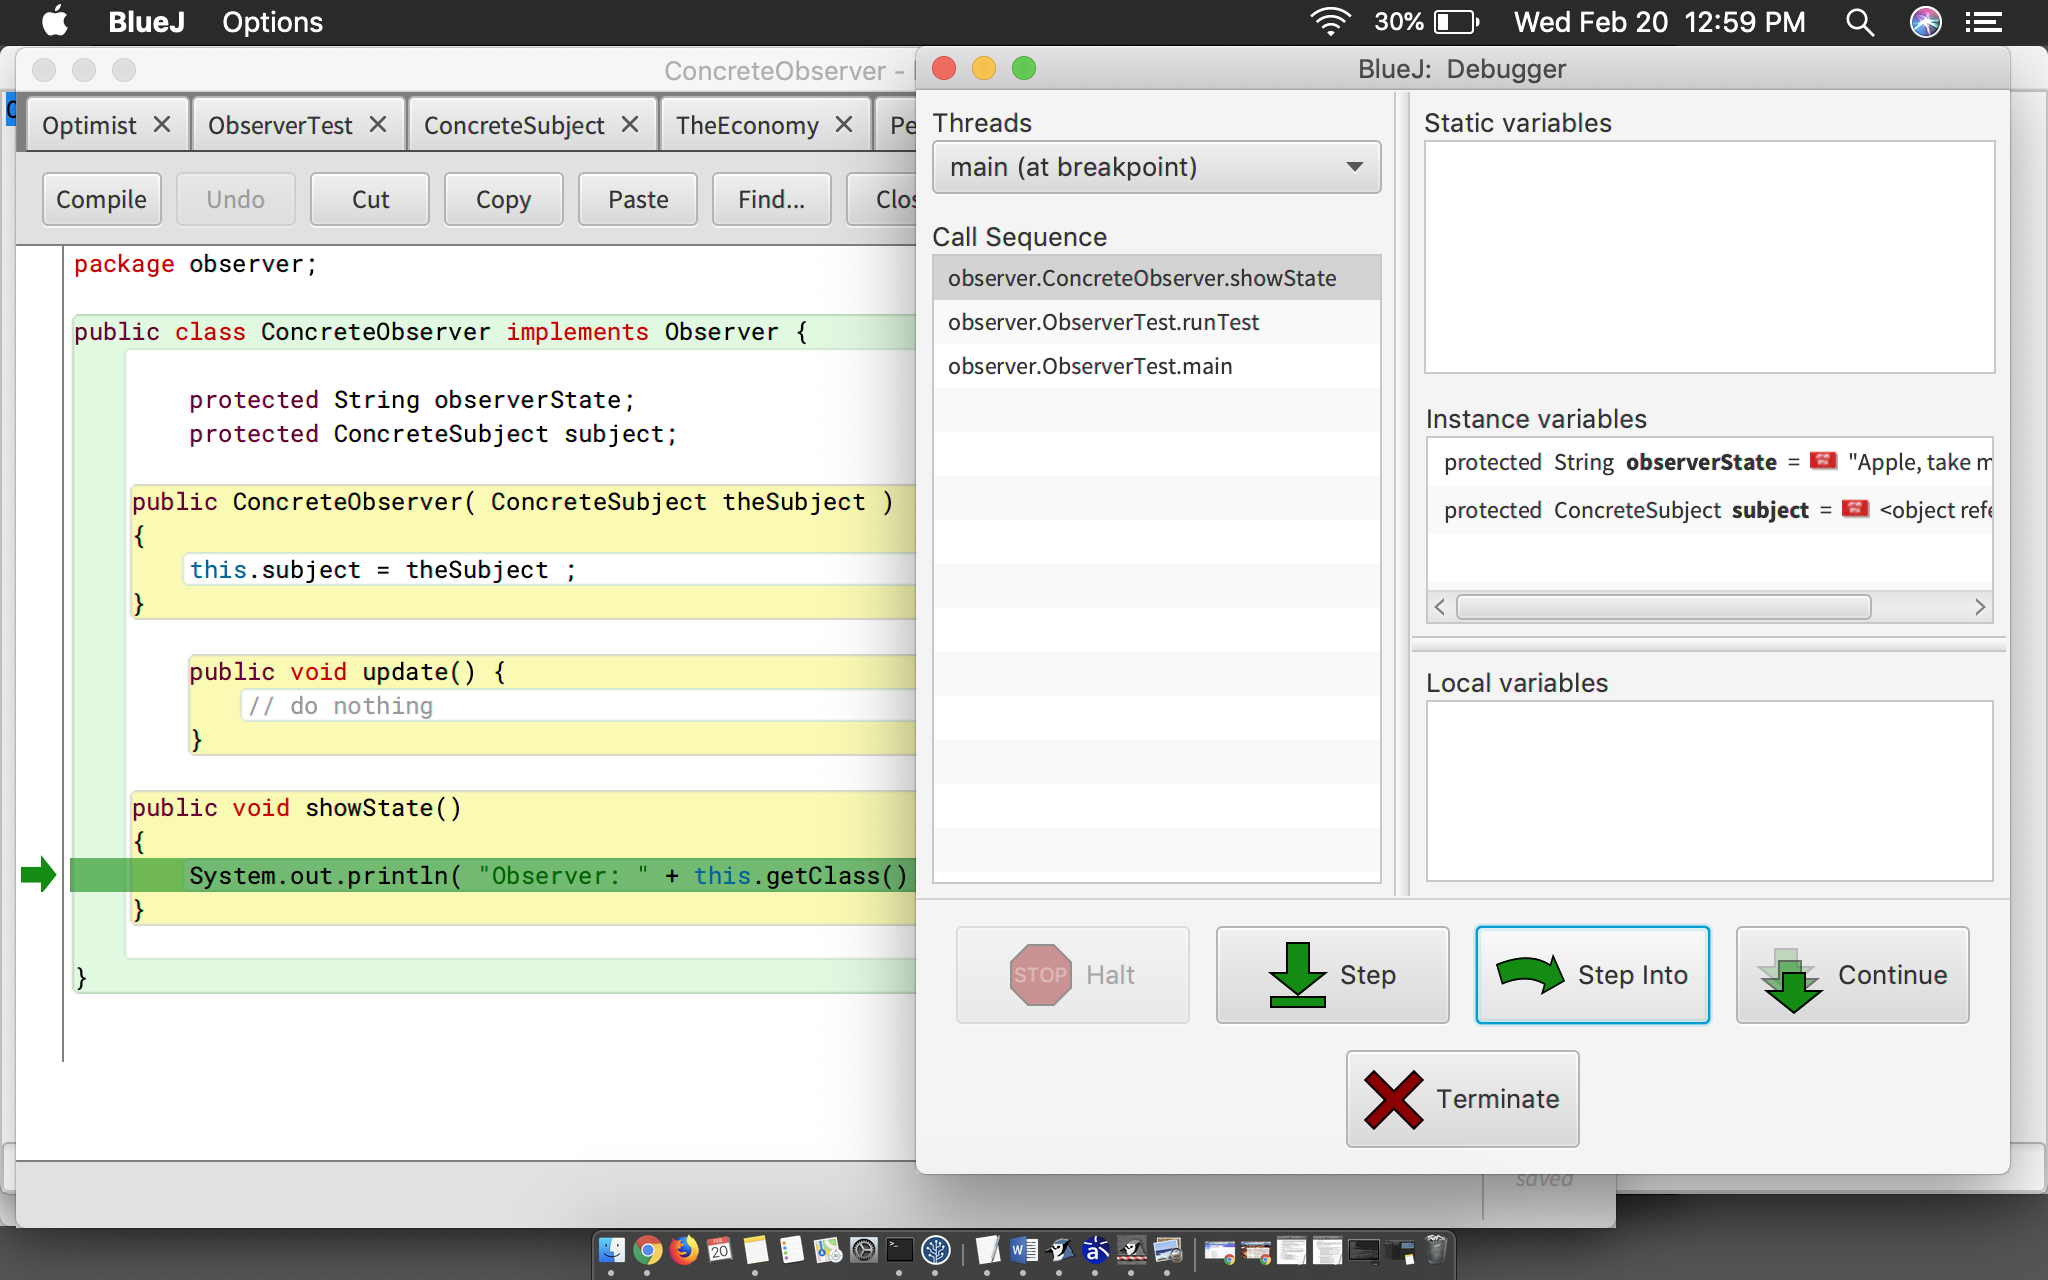 BlueJ Options 30% Wed Feb 20 12:59 PM
ConcreteObserver -
Optimist ObserverTest ConcreteSubject TheEconomy Pe
Compile Undo Cut Copy Paste Find... Clos
package observer;
public class ConcreteObserver implements Observer {
protected String observerState;
protected ConcreteSubject subject;
public ConcreteObserver( ConcreteSubject theSubject )
{
this.subject = theSubject ;
}
public void update() {
// do nothing
}
public void showState()
{
System.out.println( "Observer: " + this.getClass()
}
}
saved
BlueJ: Debugger
Threads
main (at breakpoint)
Call Sequence
observer.ConcreteObserver.showState
observer.ObserverTest.runTest
observer.ObserverTest.main
Static variables
Instance variables
protected String observerState = "Apple, take m
protected ConcreteSubject subject = <object refe
Local variables
STOP Halt Step Step Into Continue
Terminate
FEB
20